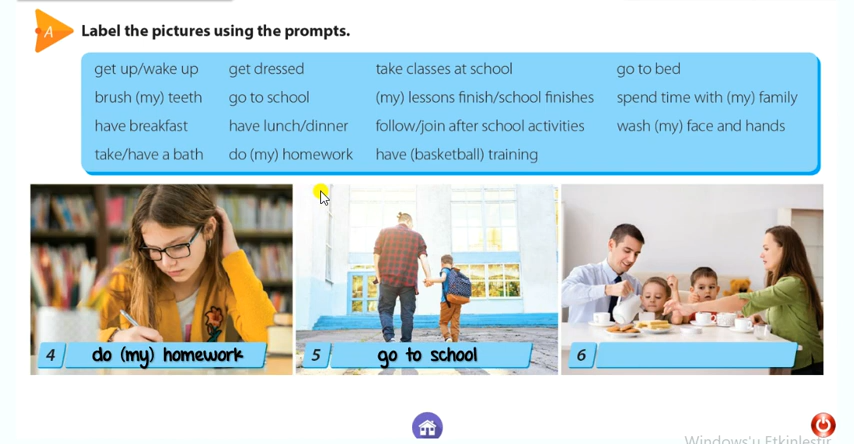 A Label the pictures using the prompts.
get up/wake up get dressed take classes at school go to bed
brush (my) teeth go to school (my) lessons finish/school finishes spend time with (my) family
have breakfast have lunch/dinner follow/join after school activities wash (my) face and hands
take/have a bath do (my) homework have (basketball) training
4 do (my) homework 5 go to school 6
Windows'u Etkinleştir